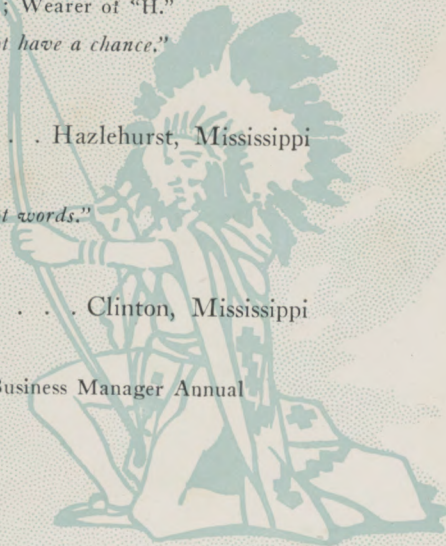 ; Wearer of “H.”
t have a chance.”
. . Hazlehurst, Mississippi
t words.”
. . . Clinton, Mississippi
Business Manager Annual